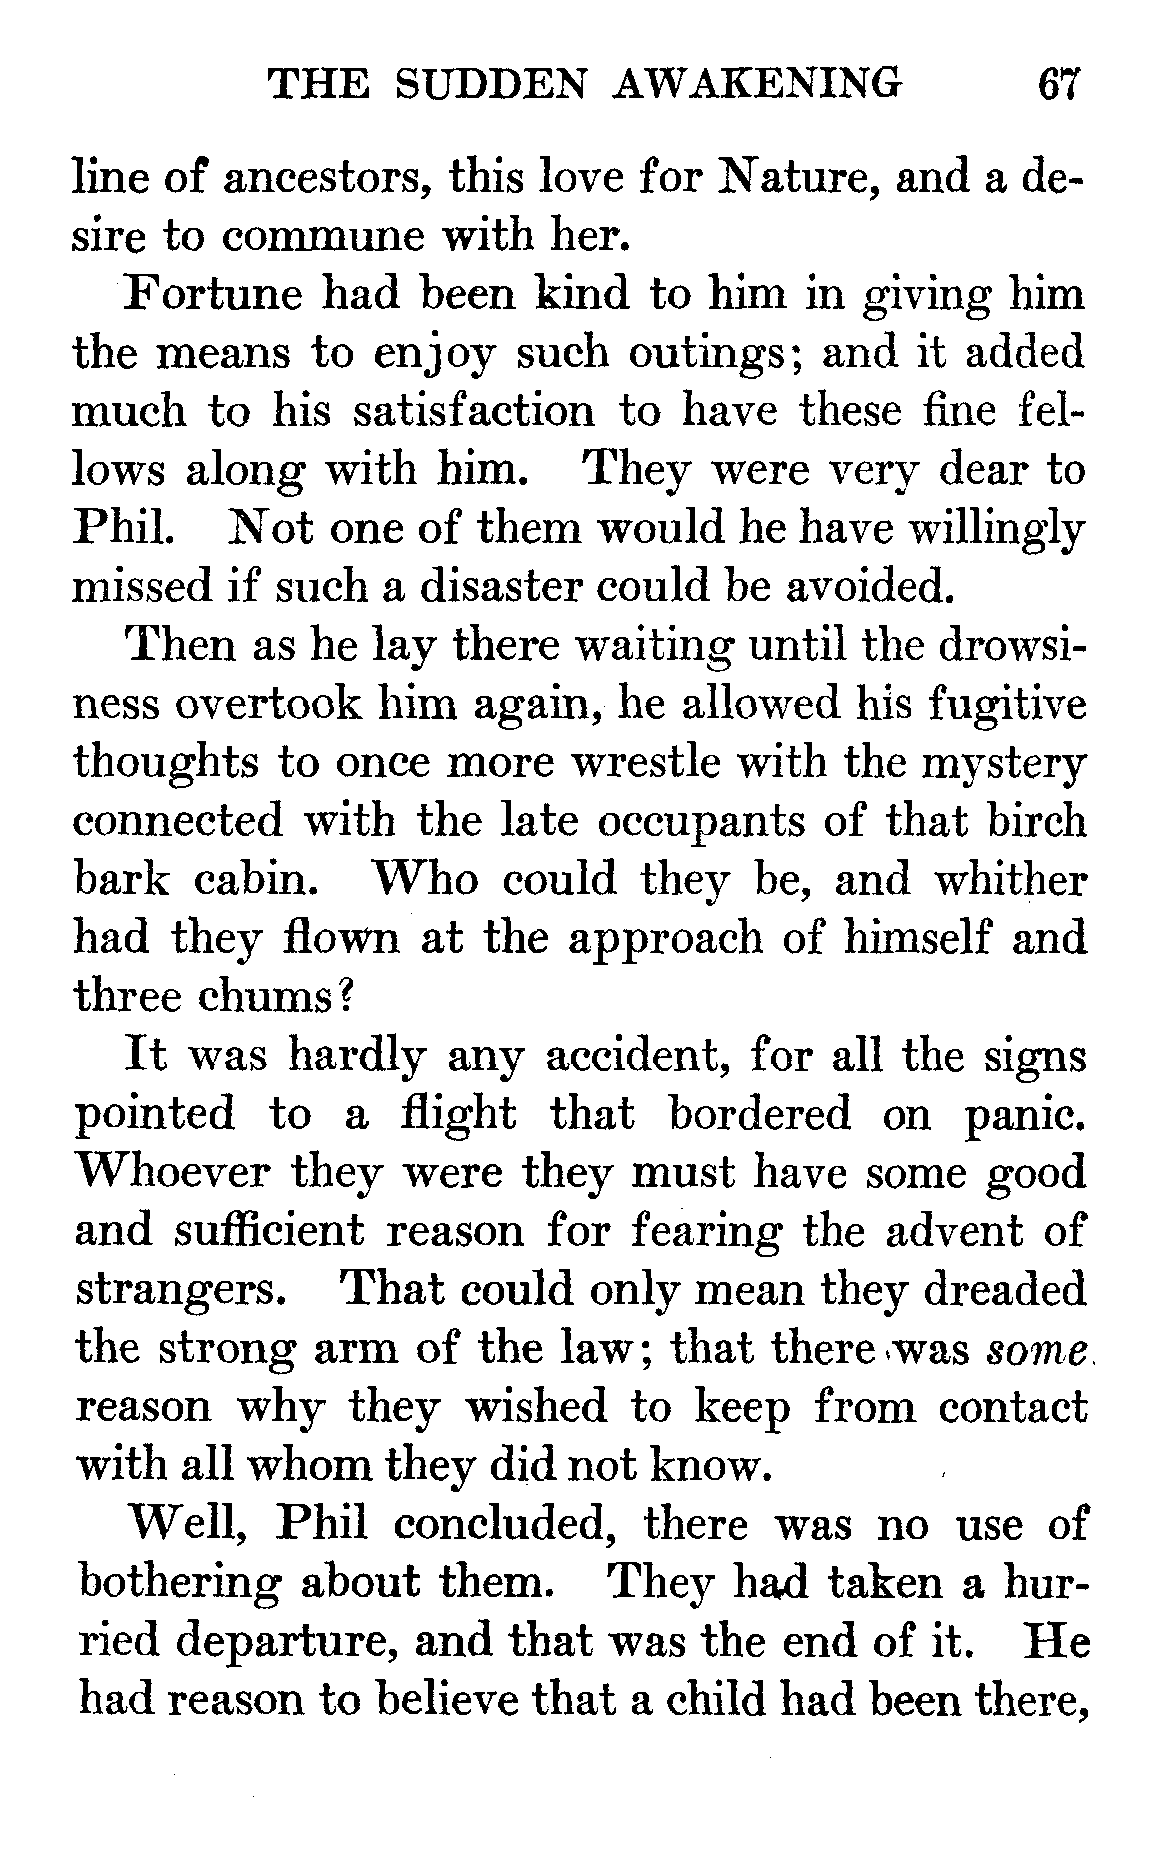 THE SUDDEN AWAKENING 67
line of ancestors, this love for Nature, and a de-
sire to commune with her.
Fortune had been kind to him in giving him
the means to enjoy such outings; and it added
much to his satisfaction to have these fine fel-
lows along with him. They were very dear to
Phil. Not one of them would he have willingly
missed if such a disaster could be avoided.
Then as he lay there waiting until the drowsi-
ness overtook him again, he allowed his fugitive
thoughts to once more wrestle with the mystery
connected with the late occupants of that birch
bark cabin. Who could they be, and whither
had they flown at the approach of himself and
three chums?
It was hardly any accident, for all the signs
pointed to a flight that bordered on panic.
Whoever they were they must have some good
and sufficient reason for fearing the advent of
strangers. That could only mean they dreaded
the strong arm of the law; that there was some
reason why they wished to keep from contact
with all whom they did not know.
Well, Phil concluded, there was no use of
bothering about them. They had taken a hur-
ried departure, and that was the end of it. He
had reason to believe that a child had been there,